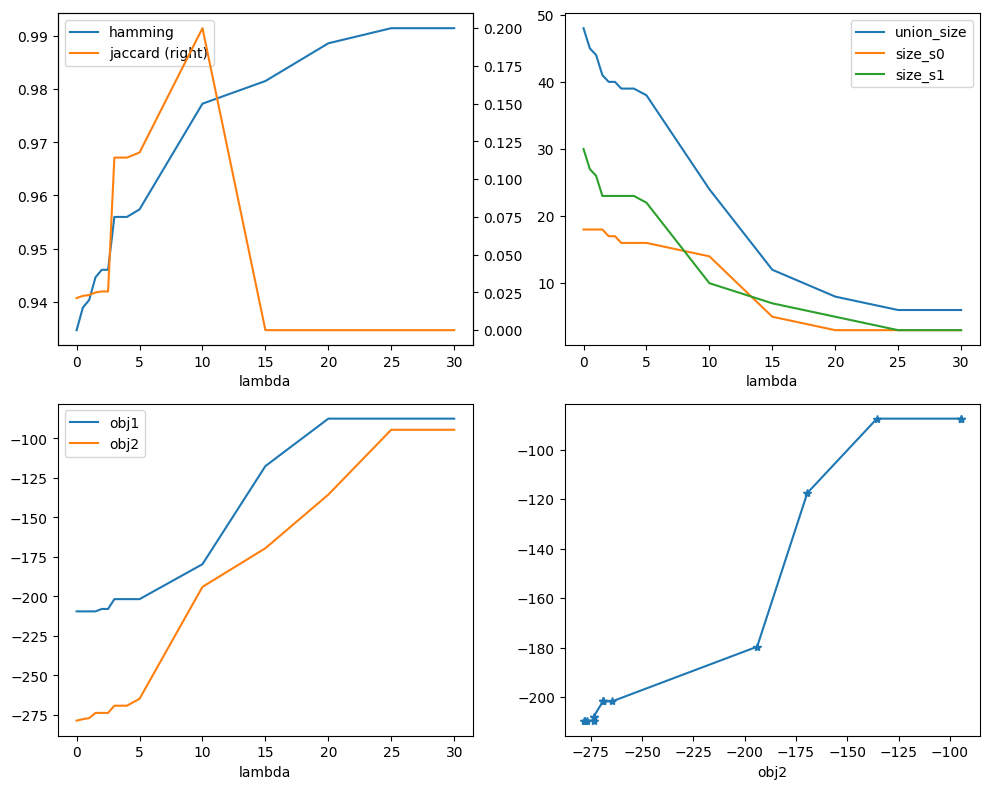 hamming
jaccard (right)
0.99
0.98
0.97
0.96
0.95
0.94
0.200
0.175
0.150
0.125
0.100
0.075
0.050
0.025
0.000
0 5 10 15 20 25 30
lambda
union_size
size_s0
size_s1
50
40
30
20
10
0 5 10 15 20 25 30
lambda
obj1
obj2
−100
−125
−150
−175
−200
−225
−250
−275
0 5 10 15 20 25 30
lambda
−100
−120
−140
−160
−180
−200
−275 −250 −225 −200 −175 −150 −125 −100
obj2